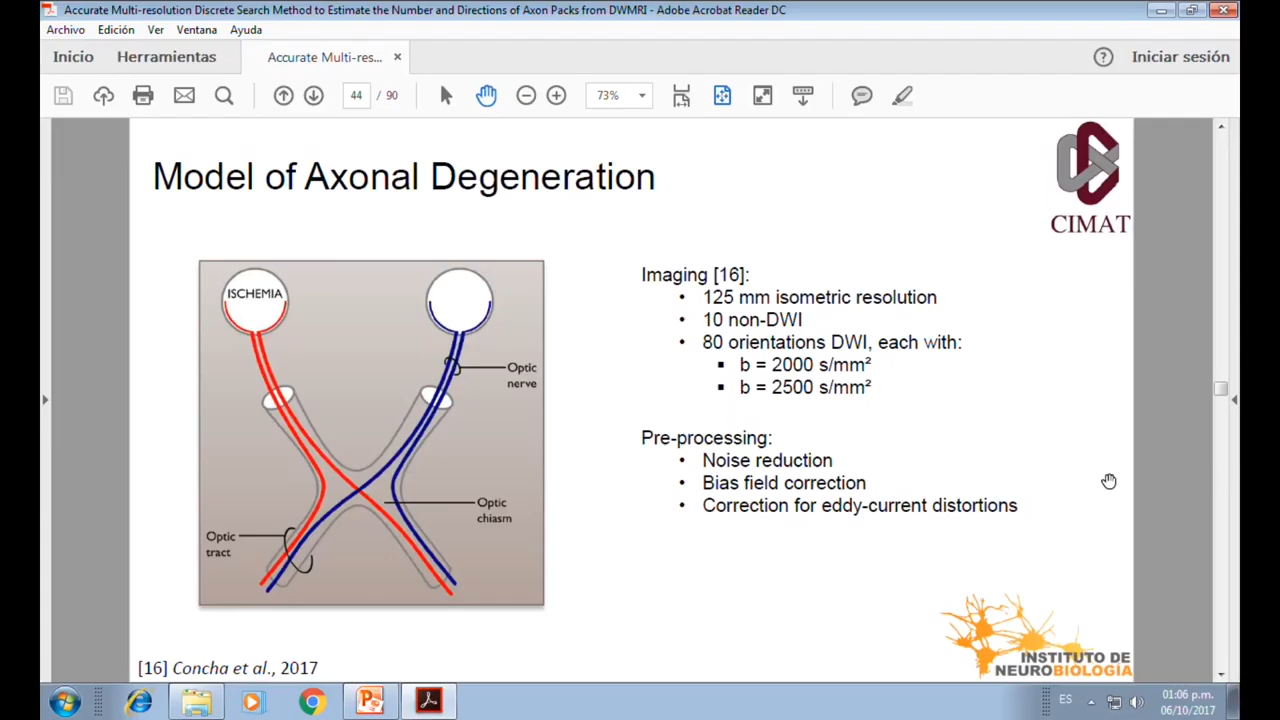 Accurate Multi-resolution Discrete Search Method to Estimate the Number and Directions of Axon Packs from DWMRI - Adobe Acrobat Reader DC
Archivo Edición Ver Ventana Ayuda
Inicio Herramientas Accurate Multi-res... × Iniciar sesión
44 / 90 73%
CIMAT
Model of Axonal Degeneration
ISCHEMIA
Optic
nerve
Optic
chiasm
Optic
tract
Imaging [16]:
• 125 mm isometric resolution
• 10 non-DWI
• 80 orientations DWI, each with:
▪ b = 2000 s/mm²
▪ b = 2500 s/mm²
Pre-processing:
• Noise reduction
• Bias field correction
• Correction for eddy-current distortions
[16] Concha et al., 2017
INSTITUTO DE
NEUROBIOLOGÍA
ES
01:06 p.m.
06/10/2017